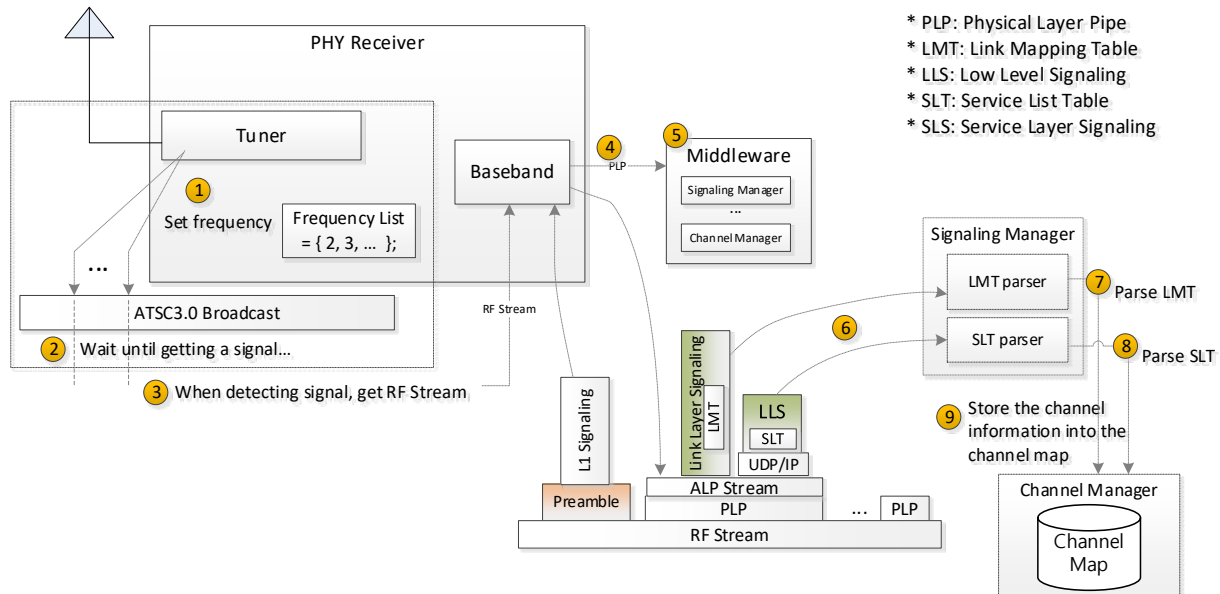 PHY Receiver
* PLP: Physical Layer Pipe
* LMT: Link Mapping Table
* LLS: Low Level Signaling
* SLT: Service List Table
* SLS: Service Layer Signaling
Tuner
1
Set frequency
Frequency List
= { 2, 3, ... };
...
ATSC3.0 Broadcast
2 Wait until getting a signal...
3 When detecting signal, get RF Stream
Baseband
4
PLP
5
Middleware
Signaling Manager
...
Channel Manager
RF Stream
Signaling Manager
LMT parser
SLT parser
6
7
Parse LMT
8
Parse SLT
9 Store the channel
information into the
channel map
L1 Signaling
Preamble
Link Layer Signaling
LMT
LLS
SLT
UDP/IP
ALP Stream
PLP
...
PLP
RF Stream
Channel Manager
Channel
Map